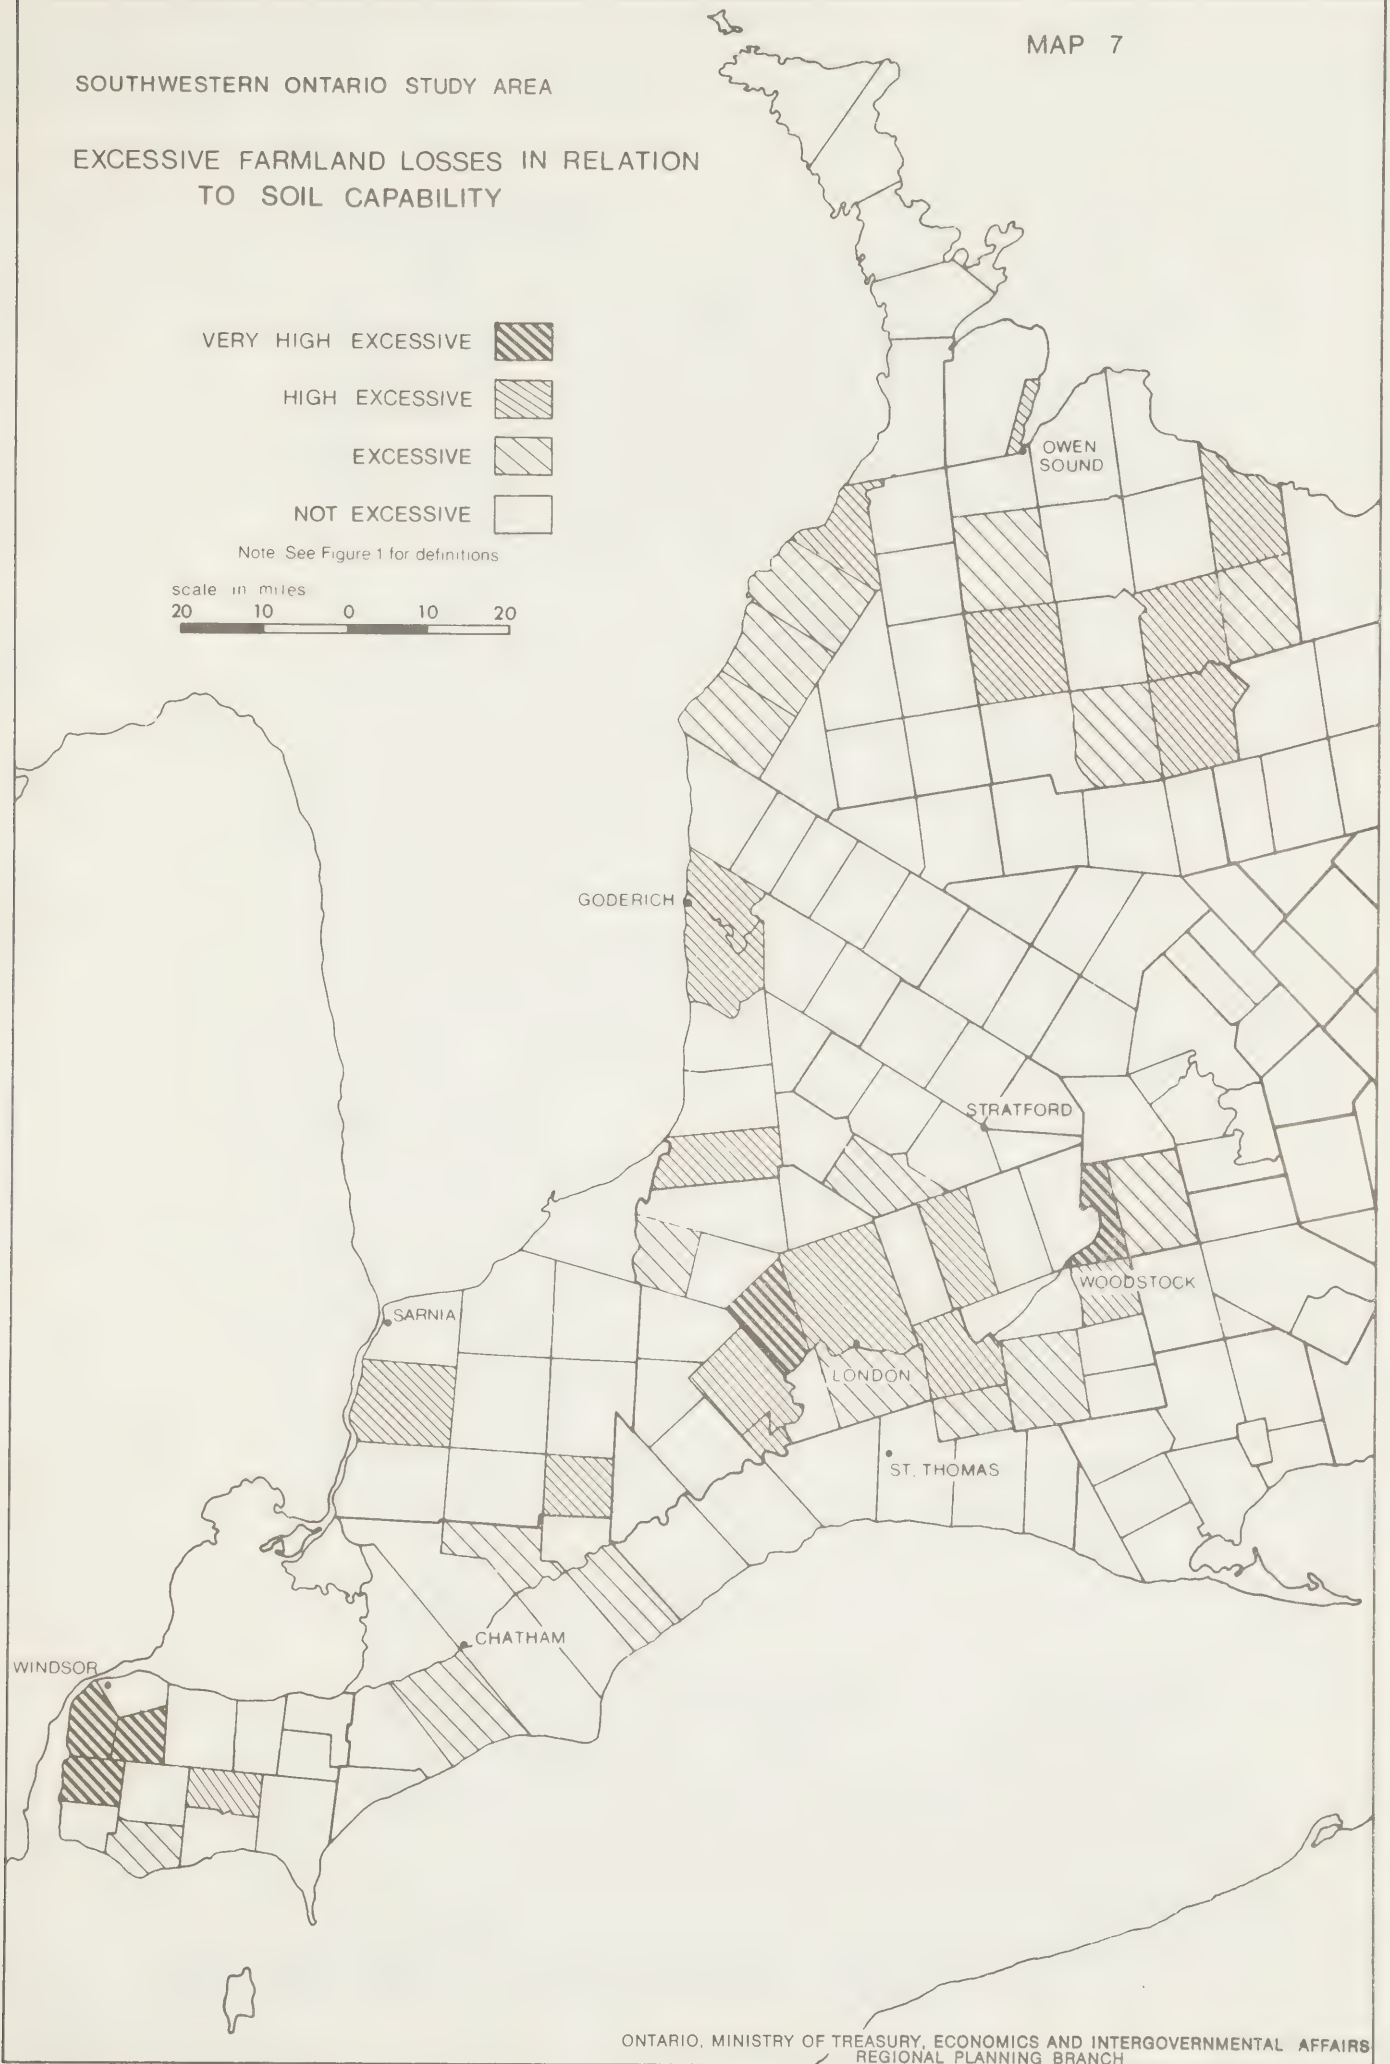 MAP 7
SOUTHWESTERN ONTARIO STUDY AREA
EXCESSIVE FARMLAND LOSSES IN RELATION
TO SOIL CAPABILITY
VERY HIGH EXCESSIVE
HIGH EXCESSIVE
EXCESSIVE
NOT EXCESSIVE
Note See Figure 1 for definitions
scale in miles
20 10 0 10 20
OWEN
SOUND
GODERICH
STRATFORD
WOODSTOCK
SARNIA
LONDON
ST. THOMAS
CHATHAM
WINDSOR
ONTARIO, MINISTRY OF TREASURY, ECONOMICS AND INTERGOVERNMENTAL AFFAIRS
REGIONAL PLANNING BRANCH